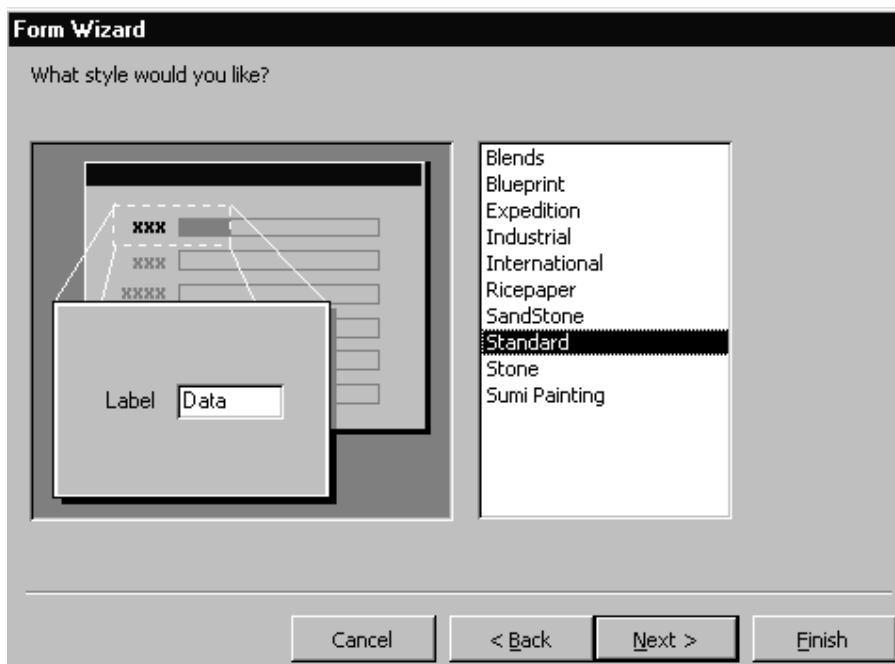 Form Wizard
What style would you like?
xxx
xxx
xxxx
Label Data
Blends
Blueprint
Expedition
Industrial
International
Ricepaper
SandStone
Standard
Stone
Sumi Painting
Cancel < Back Next > Finish